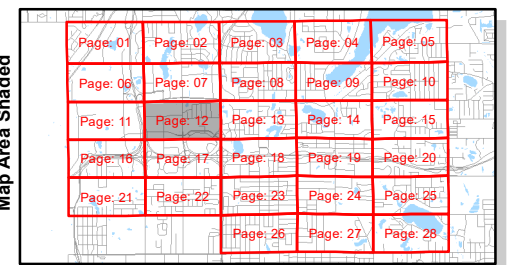 Map Area Shaded
Page: 01 Page: 02 Page: 03 Page: 04 Page: 05
Page: 06 Page: 07 Page: 08 Page: 09 Page: 10
Page: 11 Page: 12 Page: 13 Page: 14 Page: 15
Page: 16 Page: 17 Page: 18 Page: 19 Page: 20
Page: 21 Page: 22 Page: 23 Page: 24 Page: 25
Page: 26 Page: 27 Page: 28